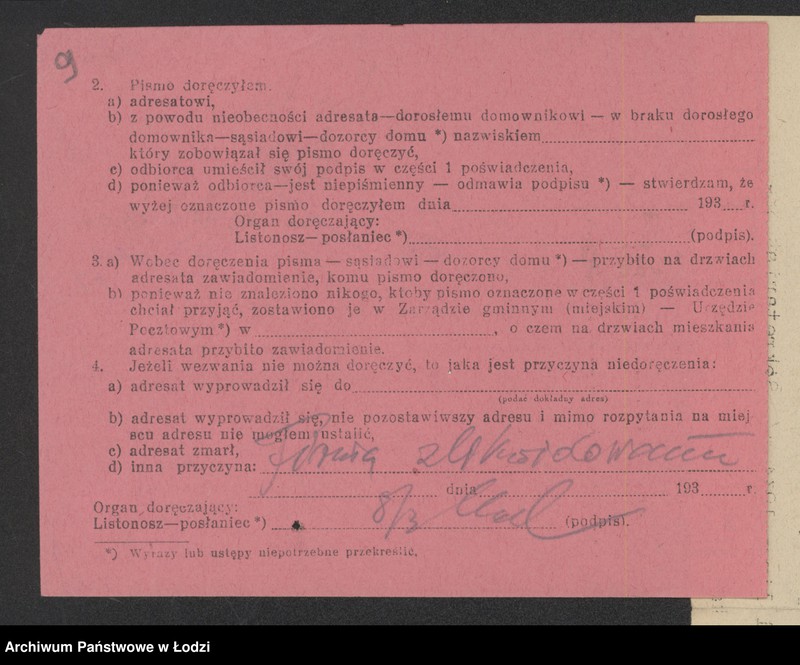 9
2. Pismo doręczyłem.
a) adresatowi,
b) z powodu nieobecności adresata—dorosłemu domownikowi — w braku dorosłego
domownika—sąsiadowi—dozorcy domu *) nazwiskiem
który zobowiązał się pismo doręczyć,
c) odbiorca umieścił swój podpis w części 1 poświadczenia,
d) ponieważ odbiorca—jest niepiśmienny — odmawia podpisu *) — stwierdzam, że
wyżej oznaczone pismo doręczyłem dnia 193 r.
Organ doręczający:
Listonosz—posłaniec *) (podpis).
3. a) Wobec doręczenia pisma — sąsiadowi — dozorcy domu *) — przybito na drzwiach
adresata zawiadomienie, komu pismo doręczono,
b) ponieważ nie znaleziono nikogo, ktoby pismo oznaczone w części 1 poświadczenia
chciał przyjąć, zostawiono je w Zarządzie gminnym (miejskim) — Urzędzie
Pocztowym *) w , o czem na drzwiach mieszkania
adresata przybito zawiadomienie.
4. Jeżeli wezwania nie można doręczyć, to jaka jest przyczyna niedoręczenia:
a) adresat wyprowadził się do
(podać dokładny adres)
b) adresat wyprowadził się, nie pozostawiwszy adresu i mimo rozpytania na miej-
scu adresu nie mogłem ustalić,
c) adresat zmarł,
d) inna przyczyna: Firma zlikwidowana
dnia 193 r.
Organ doręczający:
Listonosz—posłaniec *) 8/3 (podpis).
*) Wyrazy lub ustępy niepotrzebne przekreślić,
Archiwum Państwowe w Łodzi